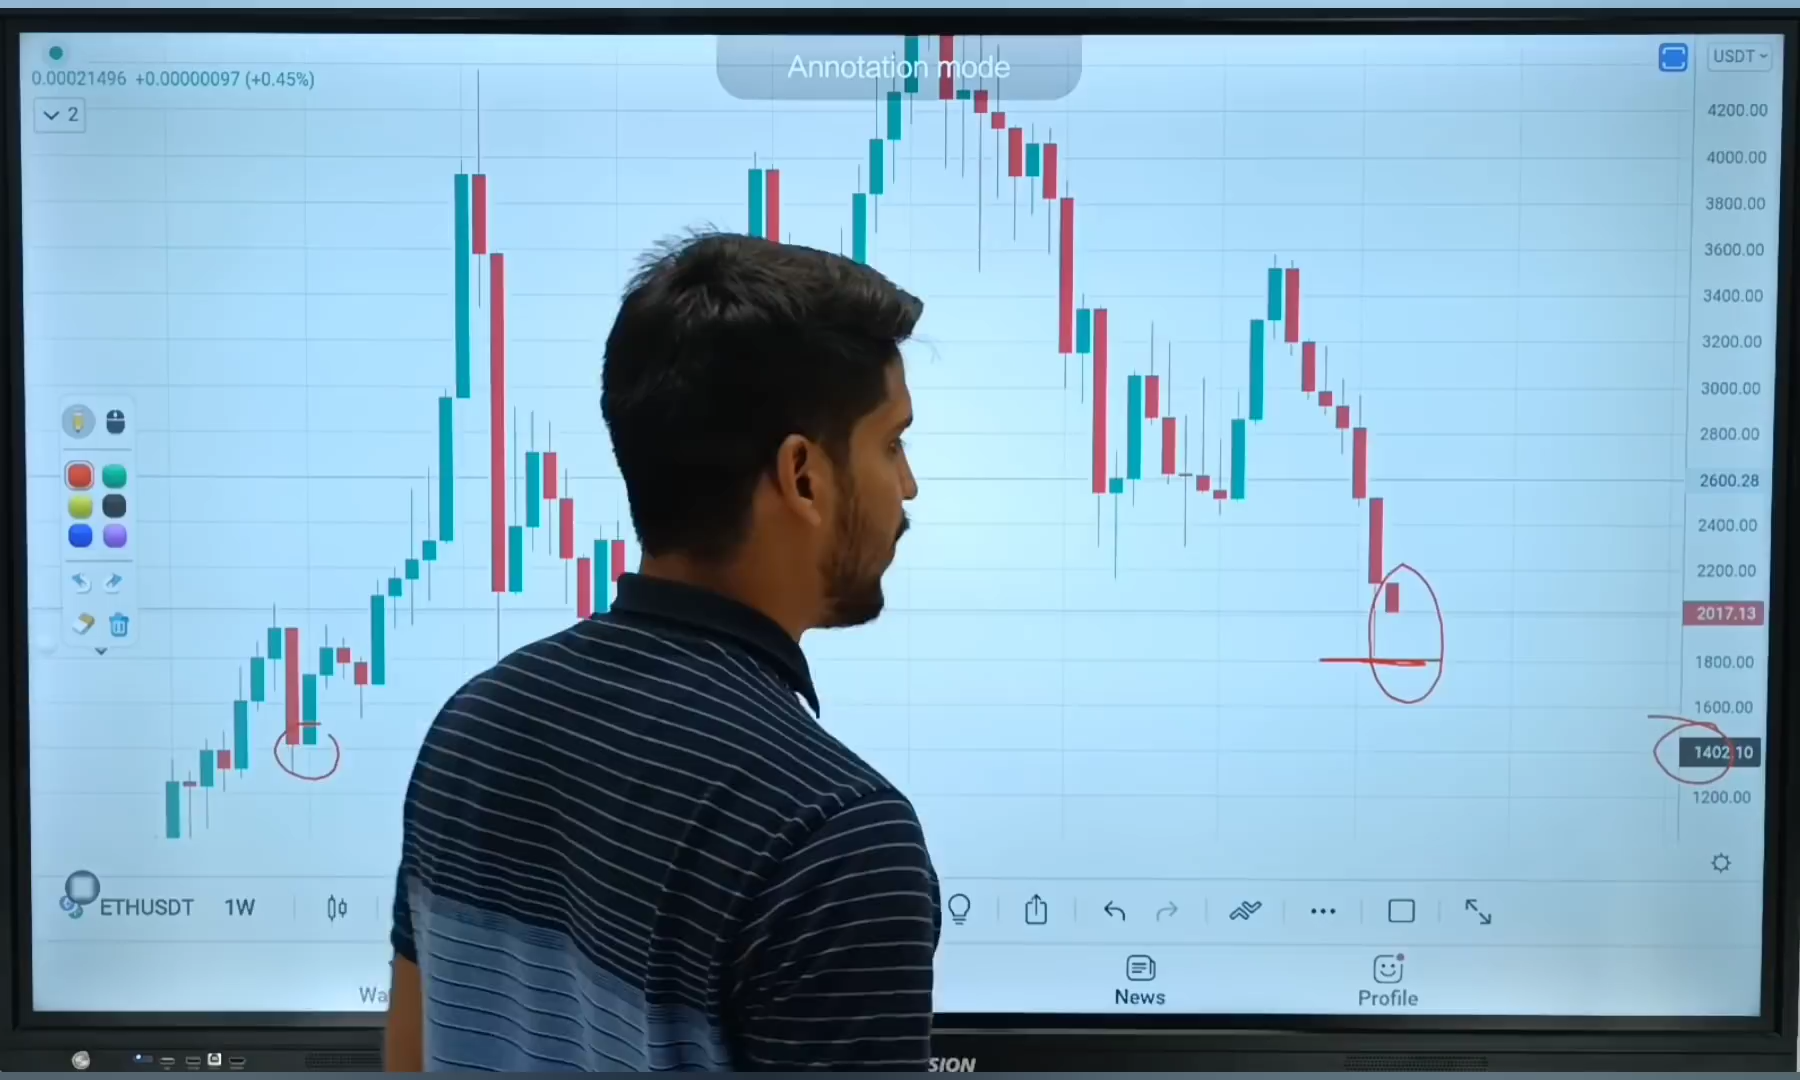 Annotation mode
USDT
0.00021496 +0.00000097 (+0.45%)
2
4200.00
4000.00
3800.00
3600.00
3400.00
3200.00
3000.00
2800.00
2600.28
2400.00
2200.00
2017.13
1800.00
1600.00
1402.10
1200.00
ETHUSDT 1W
Wa
News
Profile
SION